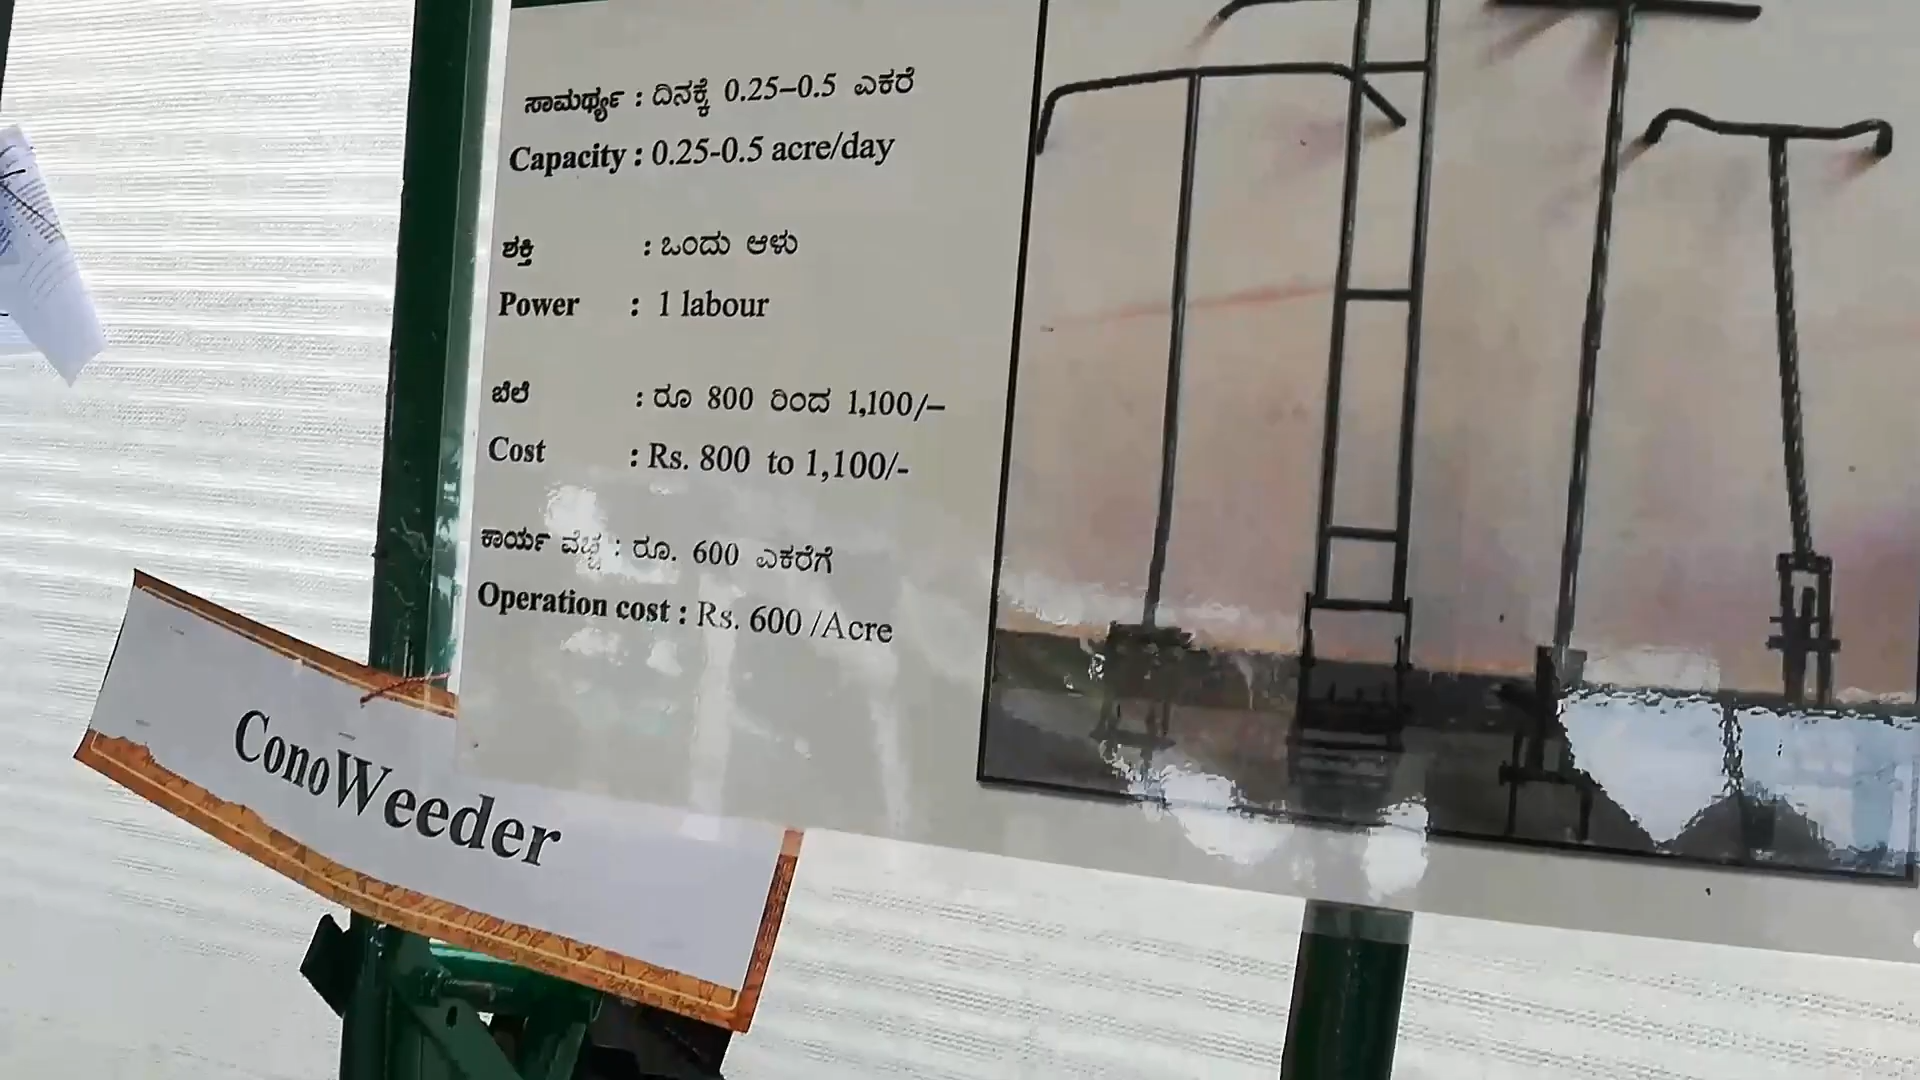 ಸಾಮರ್ಥ್ಯ : ದಿನಕ್ಕೆ 0.25–0.5 ಎಕರೆ
Capacity : 0.25-0.5 acre/day
ಶಕ್ತಿ : ಒಂದು ಆಳು
Power : 1 labour
ಬೆಲೆ : ರೂ 800 ರಿಂದ 1,100/–
Cost : Rs. 800 to 1,100/-
ಕಾರ್ಯ ವೆಚ್ಚ : ರೂ. 600 ಎಕರೆಗೆ
Operation cost : Rs. 600 /Acre
ConoWeeder